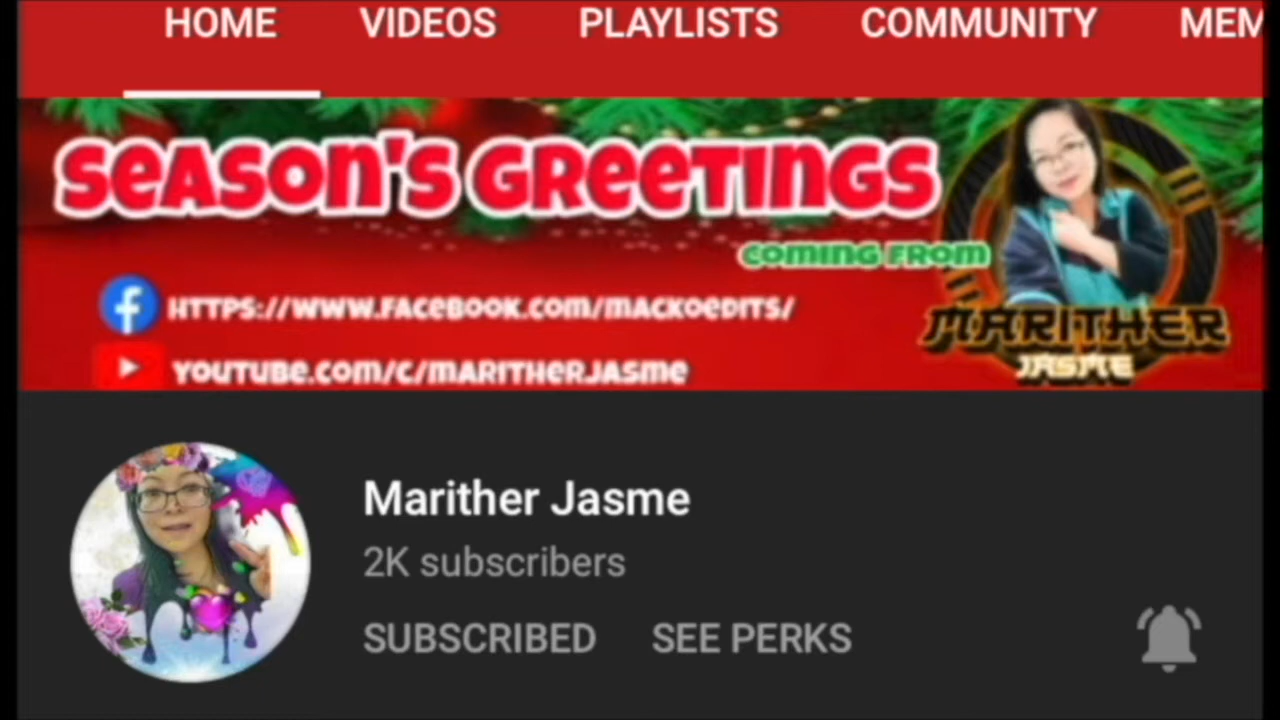 HOME VIDEOS PLAYLISTS COMMUNITY MEM
SEASON'S GREETINGS
COMING FROM
HTTPS://WWW.FACEBOOK.COM/MACKOEDITS/
YOUTUBE.COM/C/MARITHERJASME
MARITHER
JASME
Marither Jasme
2K subscribers
SUBSCRIBED SEE PERKS